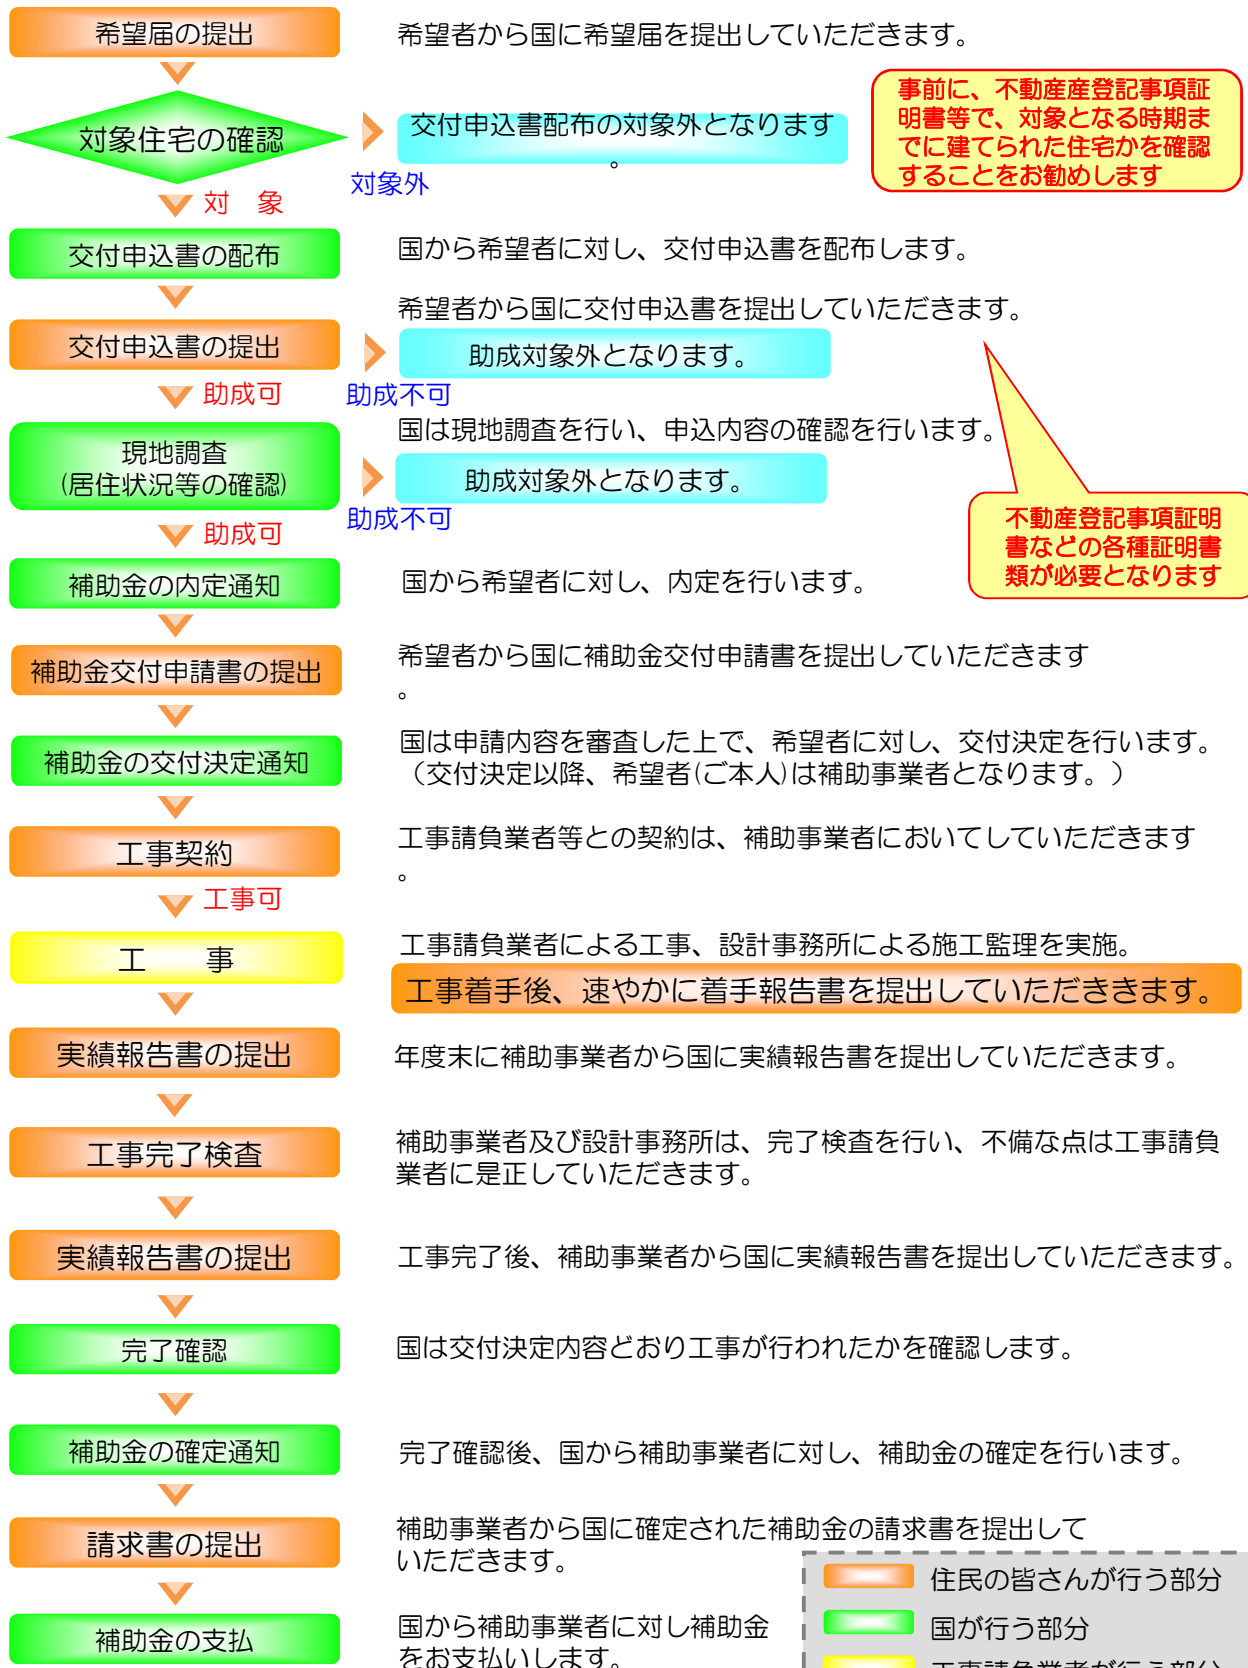 希望届の提出
希望者から国に希望届を提出していただきます。
対象住宅の確認
交付申込書配布の対象外となります
。
対象外
事前に、不動産産登記事項証
明書等で、対象となる時期ま
でに建てられた住宅かを確認
することをお勧めします
対　象
交付申込書の配布
国から希望者に対し、交付申込書を配布します。
希望者から国に交付申込書を提出していただきます。
交付申込書の提出
助成対象外となります。
助成可
助成不可
国は現地調査を行い、申込内容の確認を行います。
現地調査
(居住状況等の確認)
助成対象外となります。
助成不可
助成可
不動産登記事項証明
書などの各種証明書
類が必要となります
補助金の内定通知
国から希望者に対し、内定を行います。
補助金交付申請書の提出
希望者から国に補助金交付申請書を提出していただきます
。
補助金の交付決定通知
国は申請内容を審査した上で、希望者に対し、交付決定を行います。
（交付決定以降、希望者(ご本人)は補助事業者となります。）
工事契約
工事請負業者等との契約は、補助事業者においてしていただきます
。
工事可
工　　事
工事請負業者による工事、設計事務所による施工監理を実施。
工事着手後、速やかに着手報告書を提出していただききます。
実績報告書の提出
年度末に補助事業者から国に実績報告書を提出していただきます。
工事完了検査
補助事業者及び設計事務所は、完了検査を行い、不備な点は工事請負
業者に是正していただきます。
実績報告書の提出
工事完了後、補助事業者から国に実績報告書を提出していただきます。
完了確認
国は交付決定内容どおり工事が行われたかを確認します。
補助金の確定通知
完了確認後、国から補助事業者に対し、補助金の確定を行います。
請求書の提出
補助事業者から国に確定された補助金の請求書を提出して
いただきます。
補助金の支払
国から補助事業者に対し補助金
をお支払いします。
住民の皆さんが行う部分
国が行う部分
工事請負業者が行う部分